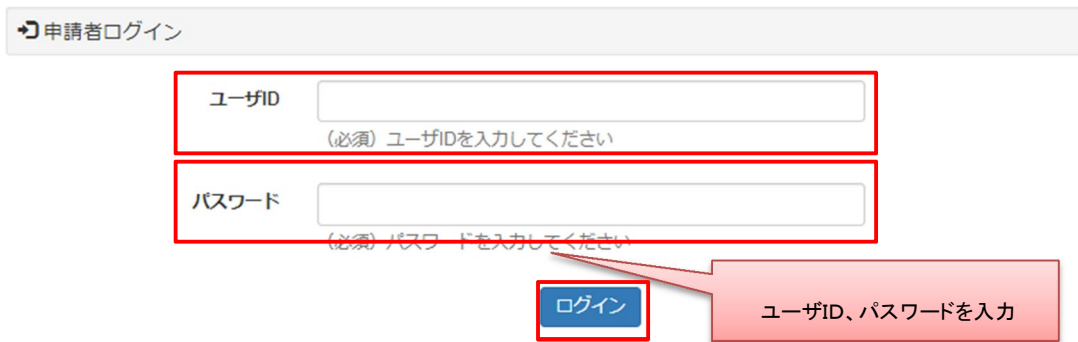 申請者ログイン
ユーザID
（必須）ユーザIDを入力してください
パスワード
（必須）パスワードを入力してください
ログイン
ユーザID、パスワードを入力